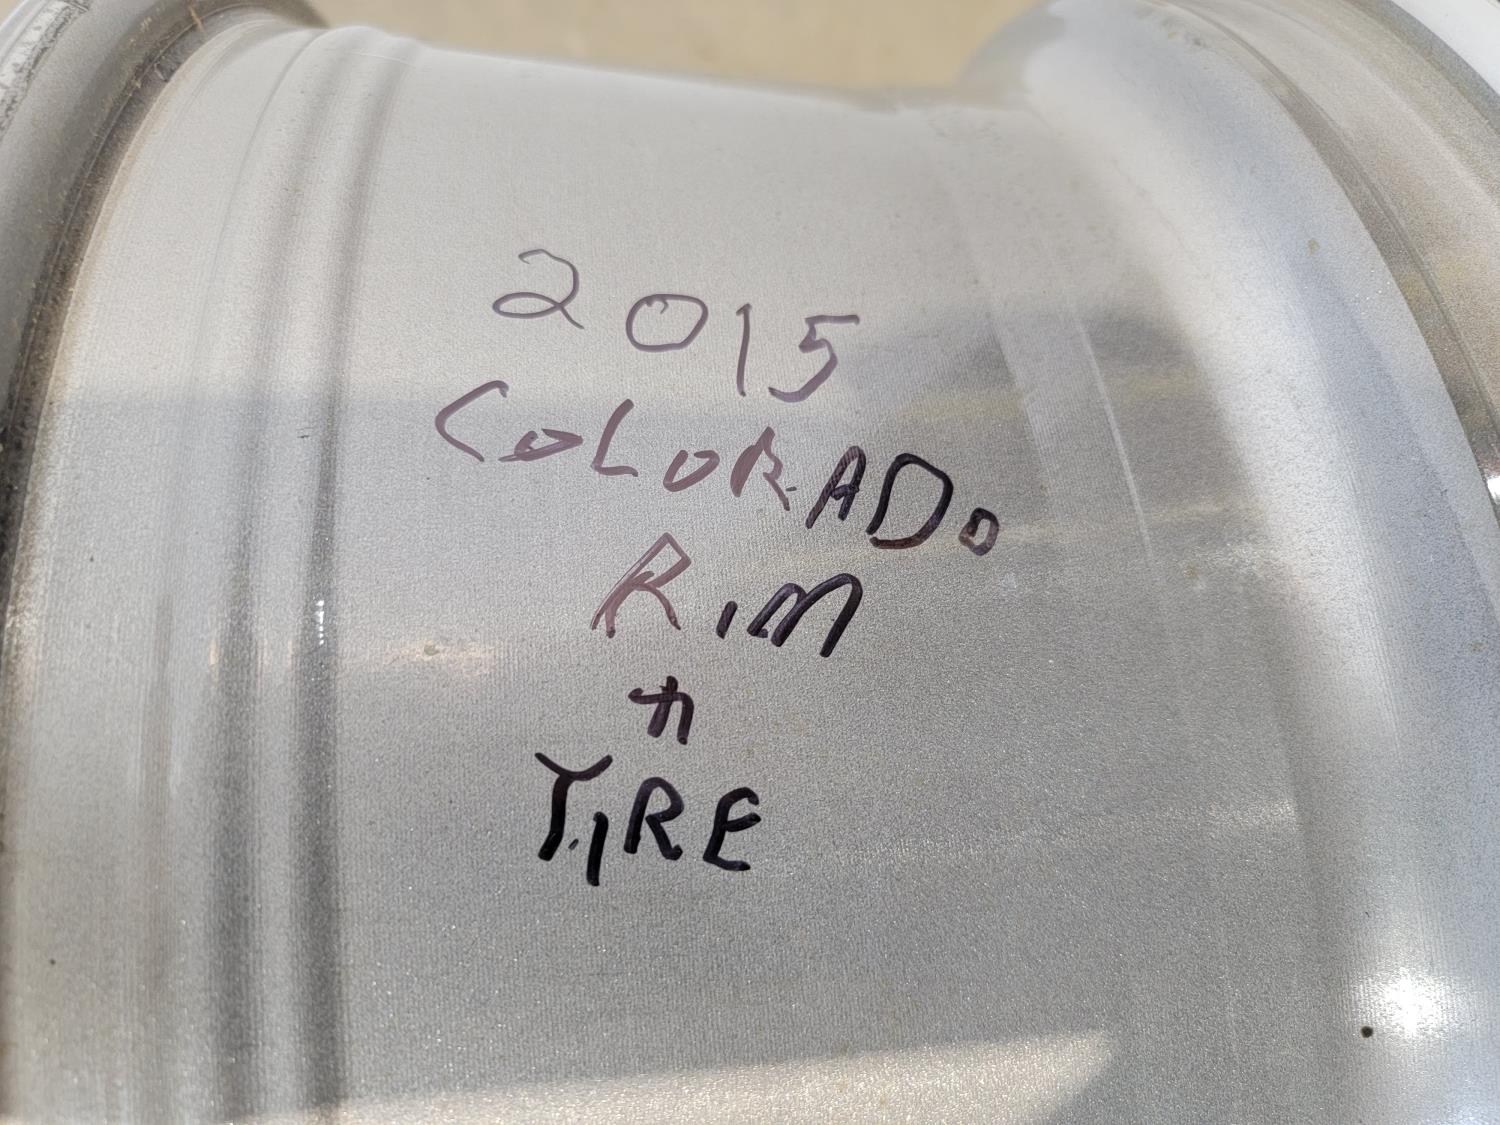 2015
COLORADO
RIM
+
TIRE